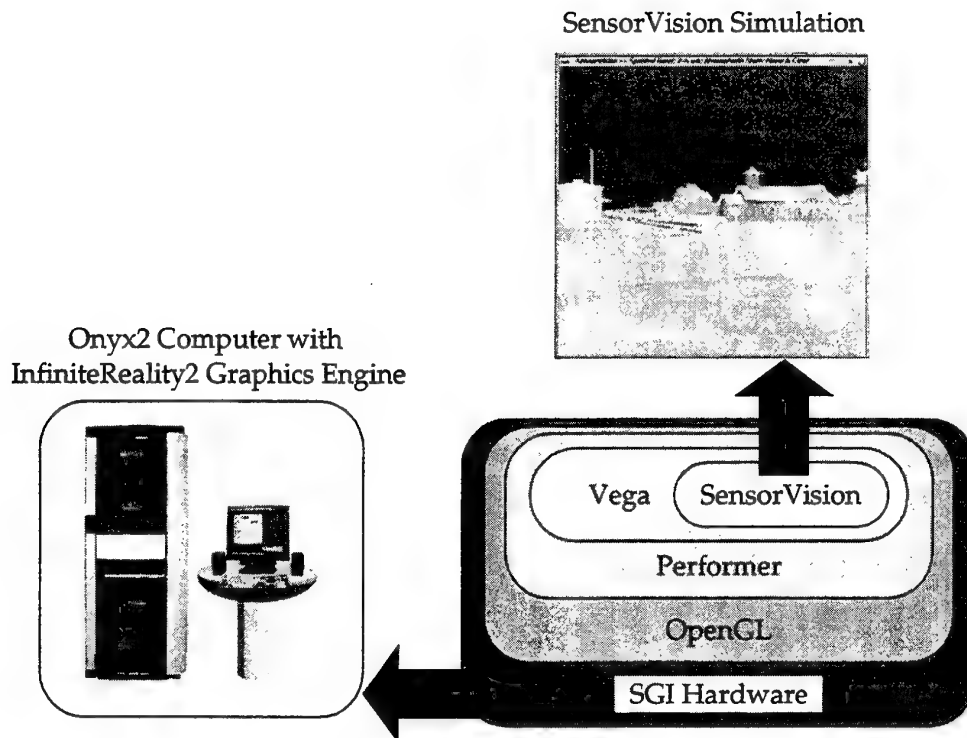 SensorVision Simulation
Onyx2 Computer with
InfiniteReality2 Graphics Engine
Vega
SensorVision
Performer
OpenGL
SGI Hardware